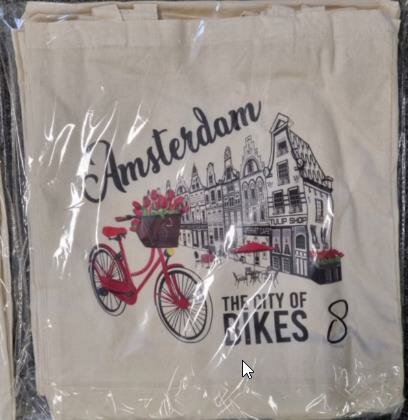 Amsterdam
TULIP SHOP
THE CITY OF
BIKES 8